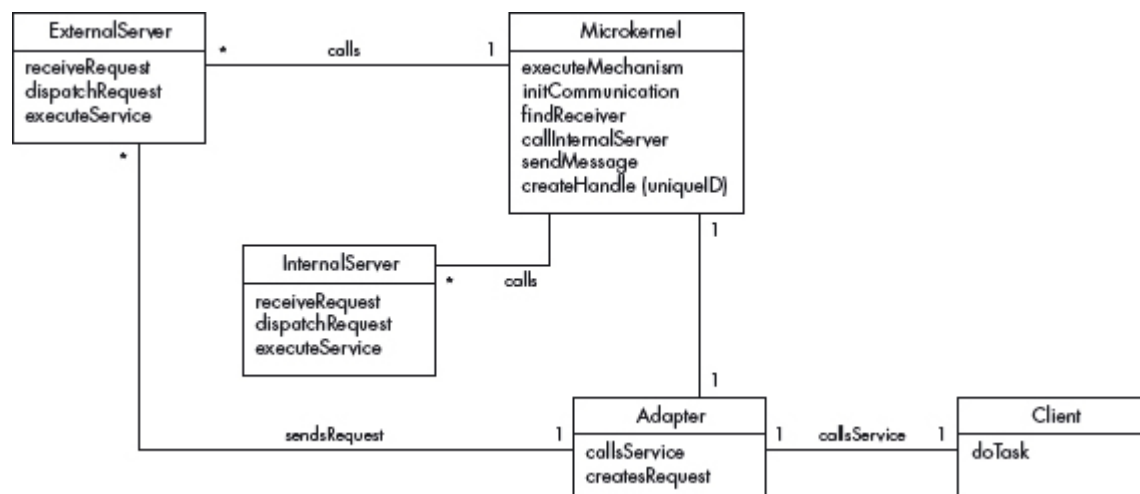 ExternalServer
receiveRequest
dispatchRequest
executeService
*
calls
1
Microkernel
executeMechanism
initCommunication
findReceiver
callInternalServer
sendMessage
createHandle (uniqueID)
*
1
InternalServer
receiveRequest
dispatchRequest
executeService
*
calls
1
sendsRequest
1
Adapter
callsService
createsRequest
1
callsService
1
Client
doTask